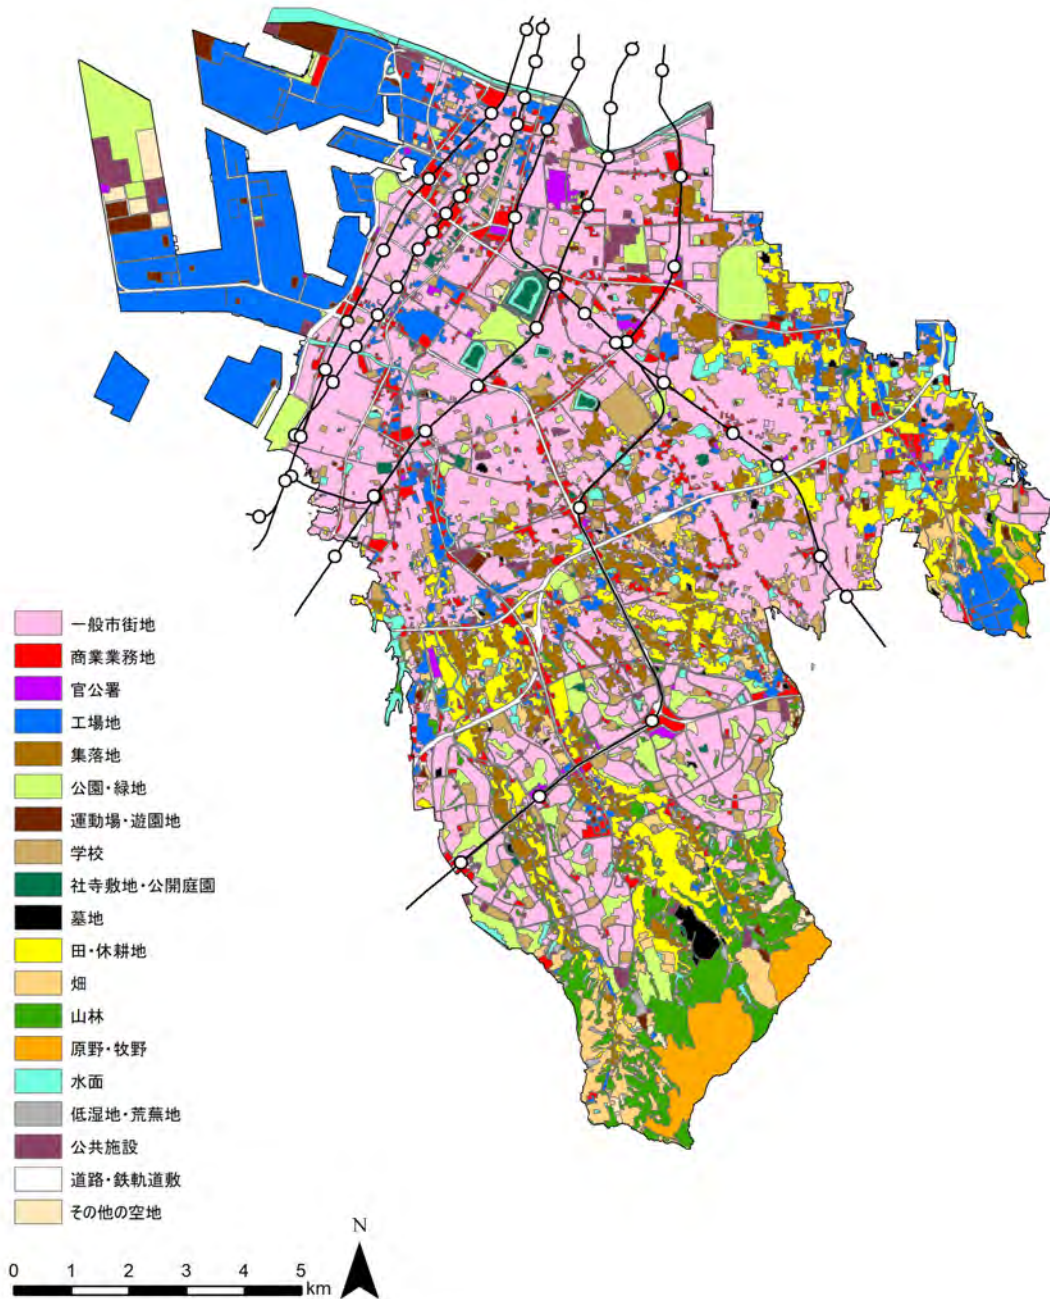 一般市街地
商業業務地
官公署
工場地
集落地
公園・緑地
運動場・遊園地
学校
社寺敷地・公開庭園
墓地
田・休耕地
畑
山林
原野・牧野
水面
低湿地・荒蕪地
公共施設
道路・鉄軌道敷
その他の空地
N
0 1 2 3 4 5
km